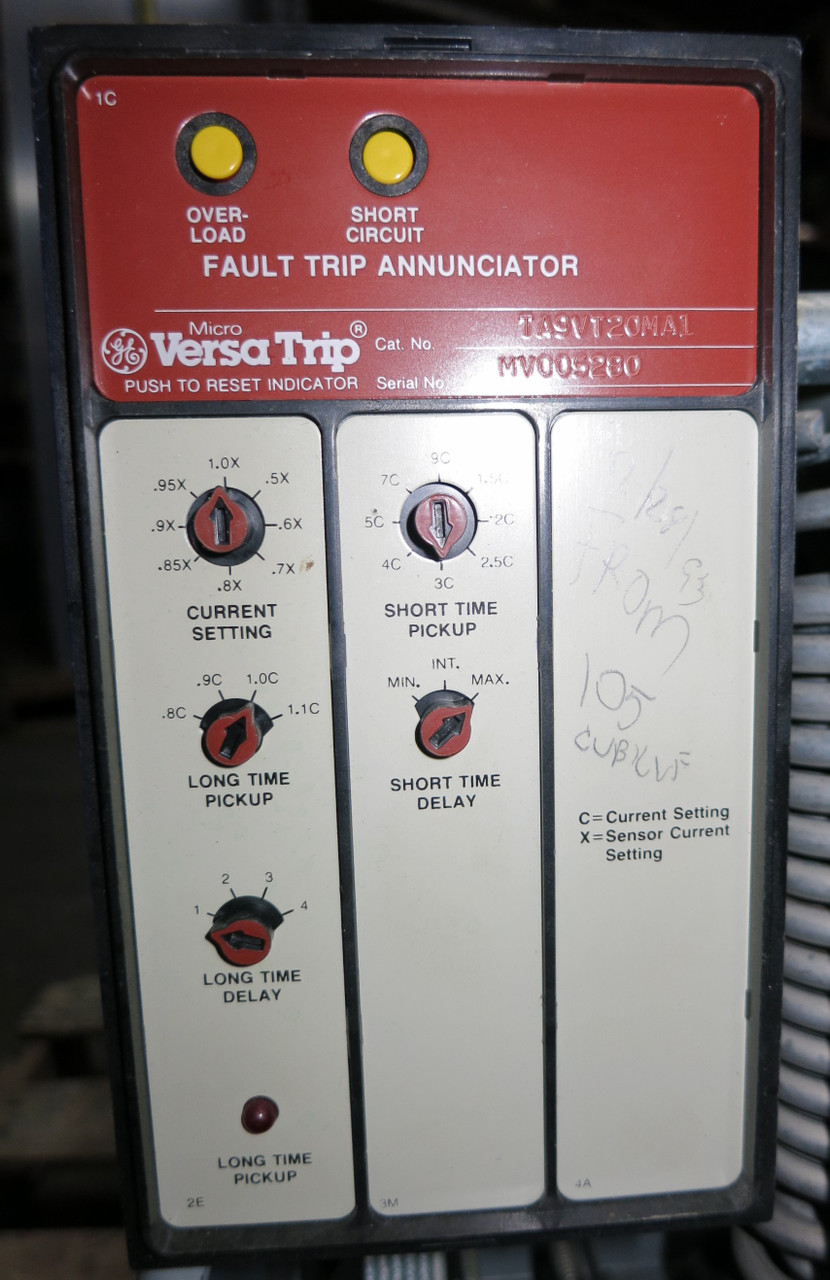 1C
OVER-
LOAD
SHORT
CIRCUIT
FAULT TRIP ANNUNCIATOR
GE
Micro
Versa Trip®
Cat. No. TA9VT20MA1
Serial No. MV005280
PUSH TO RESET INDICATOR
1.0X
.95X .5X
.9X .6X
.85X .7X
.8X
CURRENT
SETTING
.9C 1.0C
.8C 1.1C
LONG TIME
PICKUP
2 3
1 4
LONG TIME
DELAY
LONG TIME
PICKUP
2E
9C
7C 1.5C
5C 2C
4C 2.5C
3C
SHORT TIME
PICKUP
INT.
MIN. MAX.
SHORT TIME
DELAY
3M
FROM
105
C=Current Setting
X=Sensor Current
Setting
4A